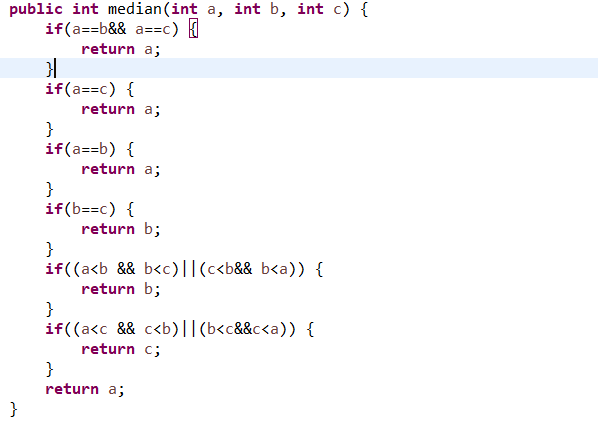 public int median(int a, int b, int c) {
    if(a==b&& a==c) {
        return a;
    }
    if(a==c) {
        return a;
    }
    if(a==b) {
        return a;
    }
    if(b==c) {
        return b;
    }
    if((a<b && b<c)||(c<b&& b<a)) {
        return b;
    }
    if((a<c && c<b)||(b<c&&c<a)) {
        return c;
    }
    return a;
}